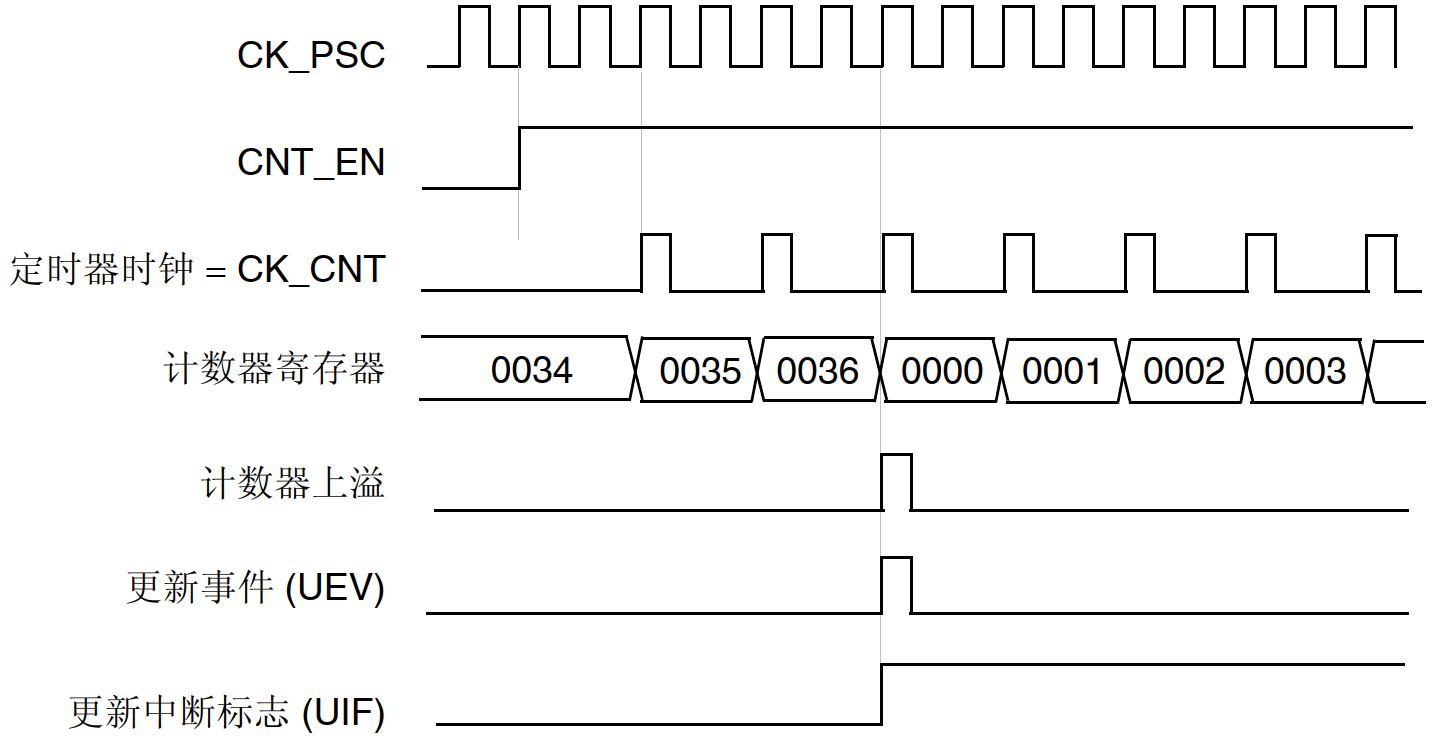 CK_PSC
CNT_EN
定时器时钟 = CK_CNT
计数器寄存器 0034 0035 0036 0000 0001 0002 0003
计数器上溢
更新事件 (UEV)
更新中断标志 (UIF)